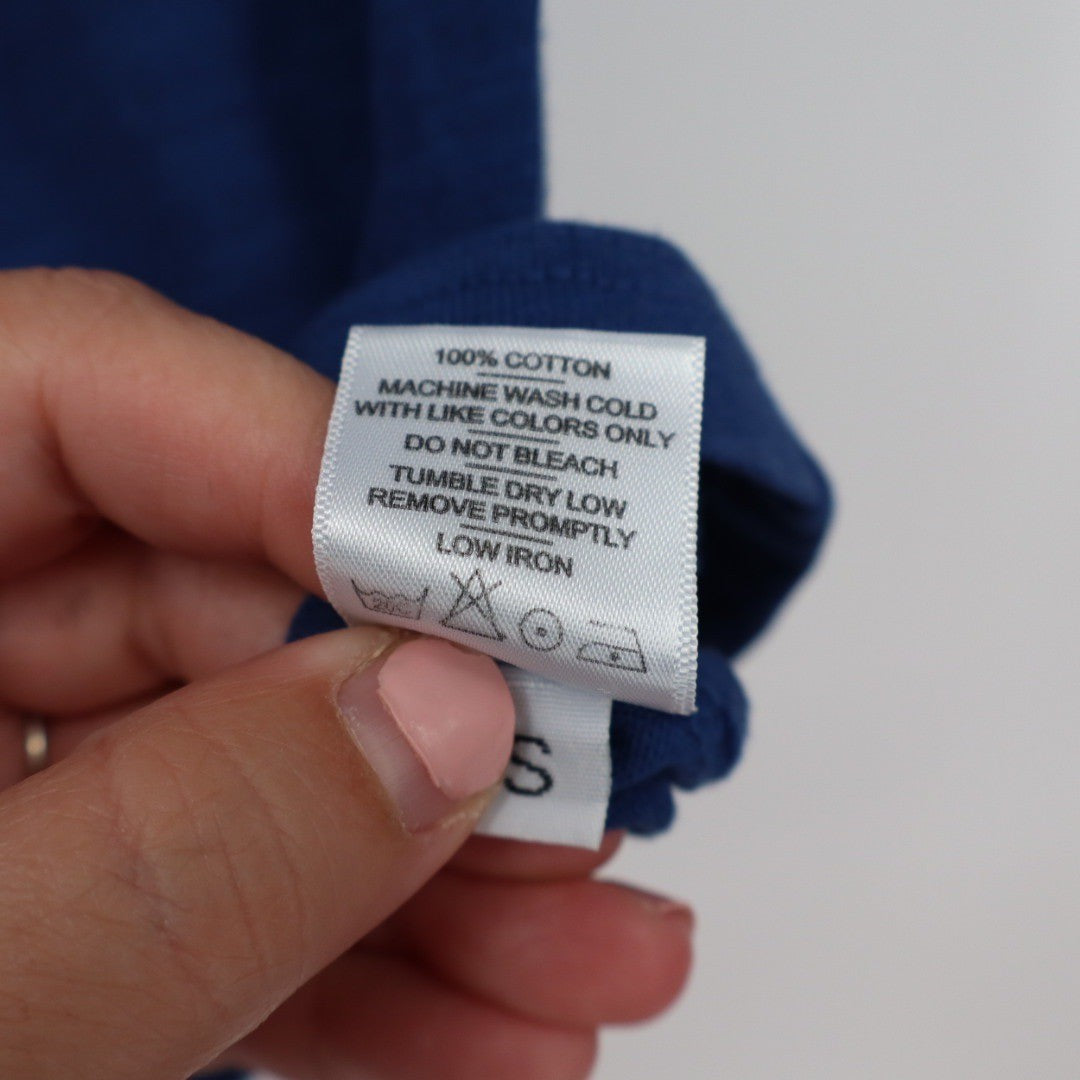 100% COTTON
MACHINE WASH COLD
WITH LIKE COLORS ONLY
DO NOT BLEACH
TUMBLE DRY LOW
REMOVE PROMPTLY
LOW IRON
S